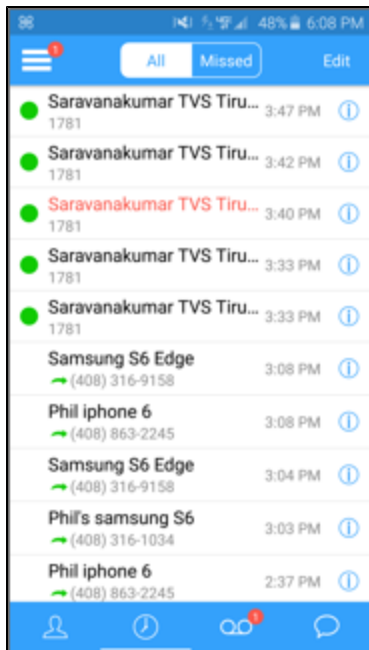 88 48% 6:08 PM
1
All Missed Edit
Saravanakumar TVS Tiru... 3:47 PM
1781
Saravanakumar TVS Tiru... 3:42 PM
1781
Saravanakumar TVS Tiru... 3:40 PM
1781
Saravanakumar TVS Tiru... 3:33 PM
1781
Saravanakumar TVS Tiru... 3:33 PM
1781
Samsung S6 Edge 3:08 PM
(408) 316-9158
Phil iphone 6 3:08 PM
(408) 863-2245
Samsung S6 Edge 3:04 PM
(408) 316-9158
Phil's samsung S6 3:03 PM
(408) 316-1034
Phil iphone 6 2:37 PM
(408) 863-2245
1